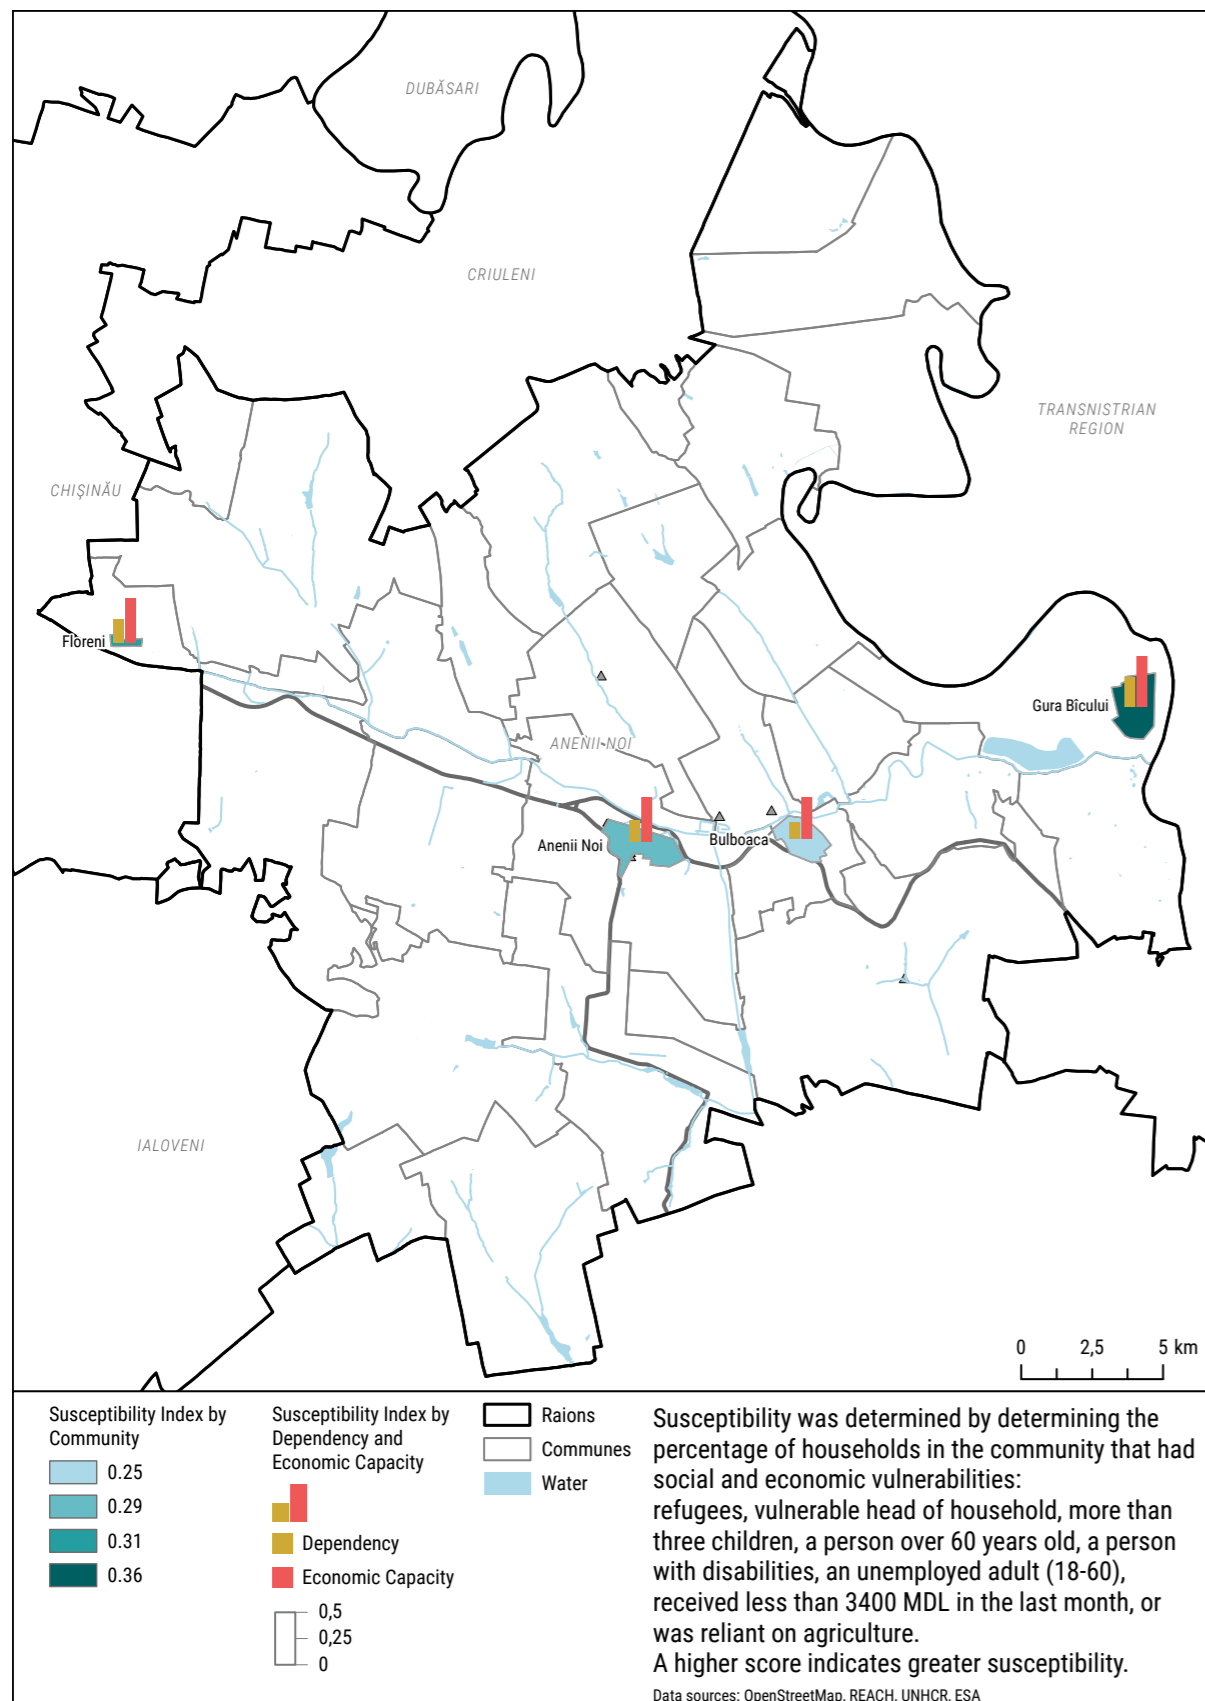 DUBĂSARI
CRIULENI
TRANSNISTRIAN
REGION
CHIŞINĂU
Floreni
Gura Bîcului
ANENII NOI
Anenii Noi
Bulboaca
IALOVENI
0 2,5 5 km
Susceptibility Index by
Community
0.25
0.29
0.31
0.36
Susceptibility Index by
Dependency and
Economic Capacity
Dependency
Economic Capacity
0,5
0,25
0
Raions
Communes
Water
Susceptibility was determined by determining the
percentage of households in the community that had
social and economic vulnerabilities:
refugees, vulnerable head of household, more than
three children, a person over 60 years old, a person
with disabilities, an unemployed adult (18-60),
received less than 3400 MDL in the last month, or
was reliant on agriculture.
A higher score indicates greater susceptibility.
Data sources: OpenStreetMap, REACH, UNHCR, ESA